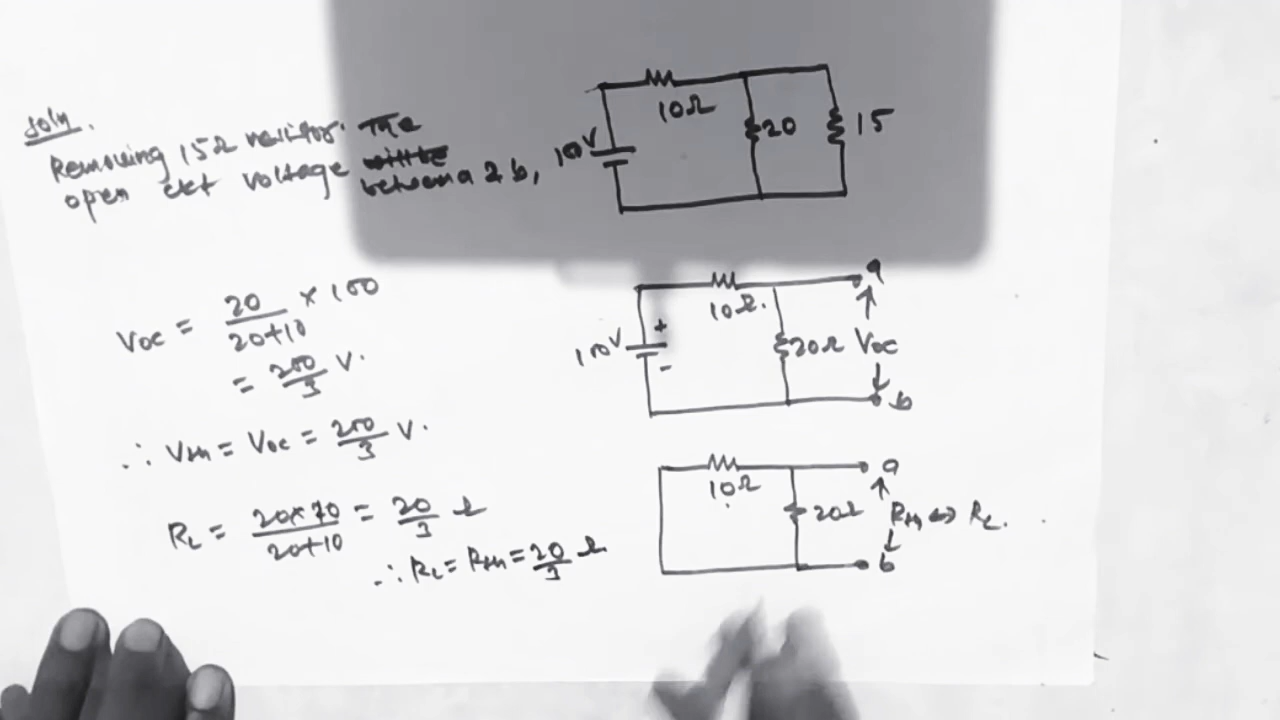 Soln.
Removing 15Ω resistor. The
open ckt voltage between a & b,
10Ω
100V
20
15
Voc = 20/20+10 × 100
= 200/3 V.
∴ Vth = Voc = 200/3 V.
RL = 20×10/20+10 = 20/3 Ω
∴ RL = Rth = 20/3 Ω
10Ω.
a
100V
+
-
20Ω
Voc
b
10Ω
a
20Ω
Rth ⇔ RL.
b